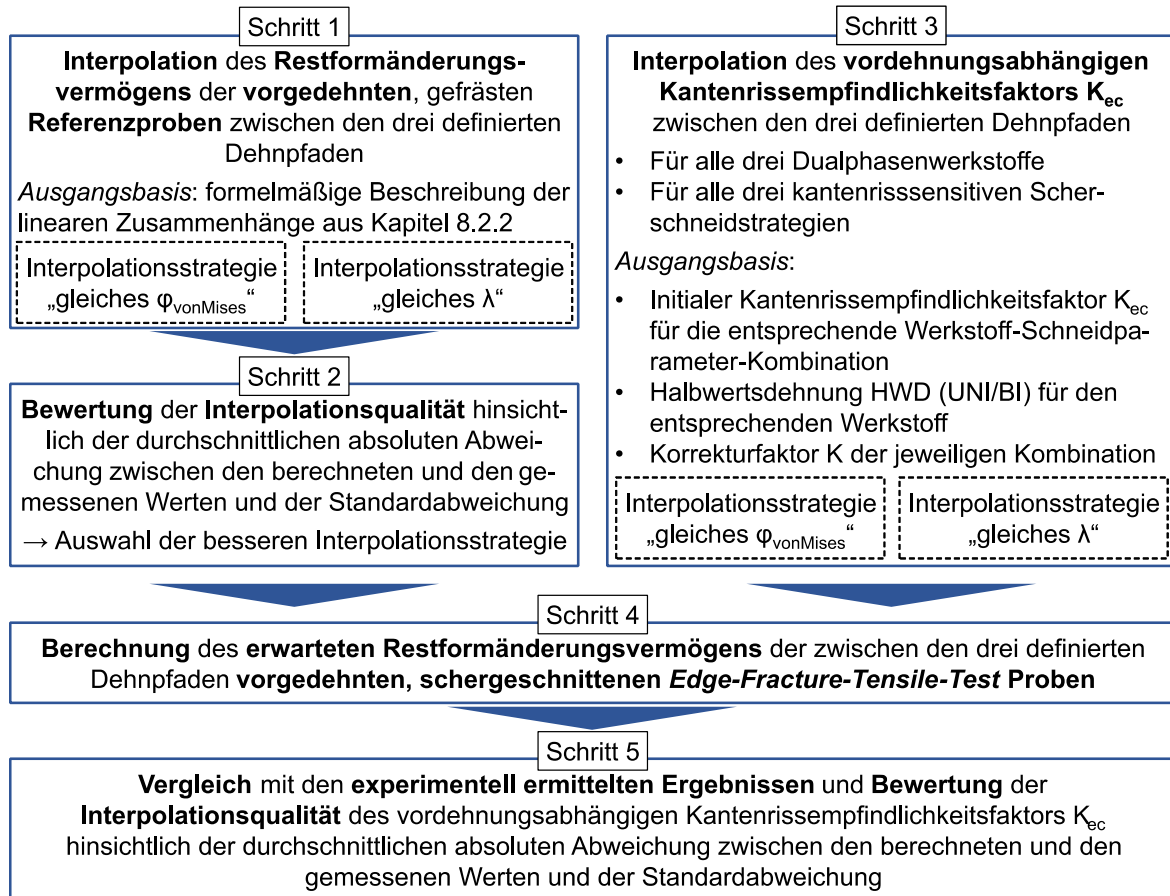 Schritt 1
Interpolation des Restformänderungs-
vermögens der vorgedehnten, gefrästen
Referenzproben zwischen den drei definierten
Dehnpfaden
Ausgangsbasis: formelmäßige Beschreibung der
linearen Zusammenhänge aus Kapitel 8.2.2
Interpolationsstrategie
„gleiches φvonMises“
Interpolationsstrategie
„gleiches λ“
Schritt 2
Bewertung der Interpolationsqualität hinsicht-
lich der durchschnittlichen absoluten Abwei-
chung zwischen den berechneten und den ge-
messenen Werten und der Standardabweichung
→ Auswahl der besseren Interpolationsstrategie
Schritt 3
Interpolation des vordehnungsabhängigen
Kantenrissempfindlichkeitsfaktors Kec
zwischen den drei definierten Dehnpfaden
• Für alle drei Dualphasenwerkstoffe
• Für alle drei kantenrisssensitiven Scher-
schneidstrategien
Ausgangsbasis:
• Initialer Kantenrissempfindlichkeitsfaktor Kec
für die entsprechende Werkstoff-Schneidpa-
rameter-Kombination
• Halbwertsdehnung HWD (UNI/BI) für den
entsprechenden Werkstoff
• Korrekturfaktor K der jeweiligen Kombination
Interpolationsstrategie
„gleiches φvonMises“
Interpolationsstrategie
„gleiches λ“
Schritt 4
Berechnung des erwarteten Restformänderungsvermögens der zwischen den drei definierten
Dehnpfaden vorgedehnten, schergeschnittenen Edge-Fracture-Tensile-Test Proben
Schritt 5
Vergleich mit den experimentell ermittelten Ergebnissen und Bewertung der
Interpolationsqualität des vordehnungsabhängigen Kantenrissempfindlichkeitsfaktors Kec
hinsichtlich der durchschnittlichen absoluten Abweichung zwischen den berechneten und den
gemessenen Werten und der Standardabweichung